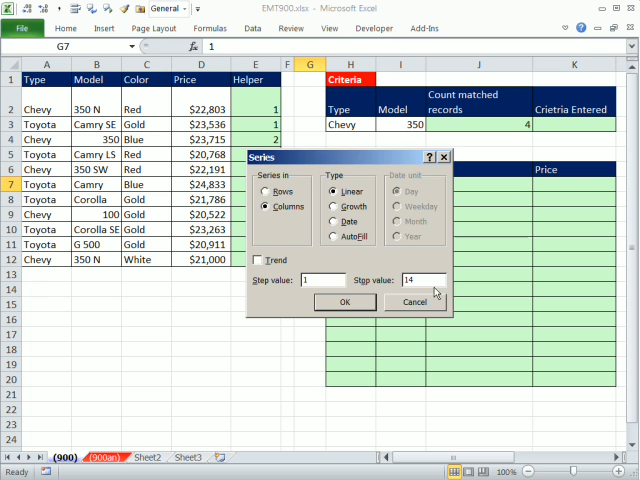 General
EMT900.xlsx - Microsoft Excel
File Home Insert Page Layout Formulas Data Review View Developer Add-Ins
G7 fx 1
A B C D E F G H I J K
1 Type Model Color Price Helper Criteria
2 Chevy 350 N Red $22,803 1 Type Model Count matched records Crietria Entered
3 Toyota Camry SE Gold $23,536 1 Chevy 350 4
4 Chevy 350 Blue $23,715 2
5 Toyota Camry LS Red $20,768
6 Chevy 350 SW Red $22,191 Price
7 Toyota Camry Blue $24,833
8 Toyota Corolla Gold $21,786
9 Chevy 100 Gold $20,522
10 Toyota Corolla SE Gold $23,263
11 Toyota G 500 Gold $20,911
12 Chevy 350 N White $21,000
13
14
15
16
17
18
19
20
21
22
23
24
Series
Series in Type Date unit
Rows Linear Day
Columns Growth Weekday
Date Month
AutoFill Year
Trend
Step value: 1 Stop value: 14
OK Cancel
(900) (900an) Sheet2 Sheet3
Ready 100%